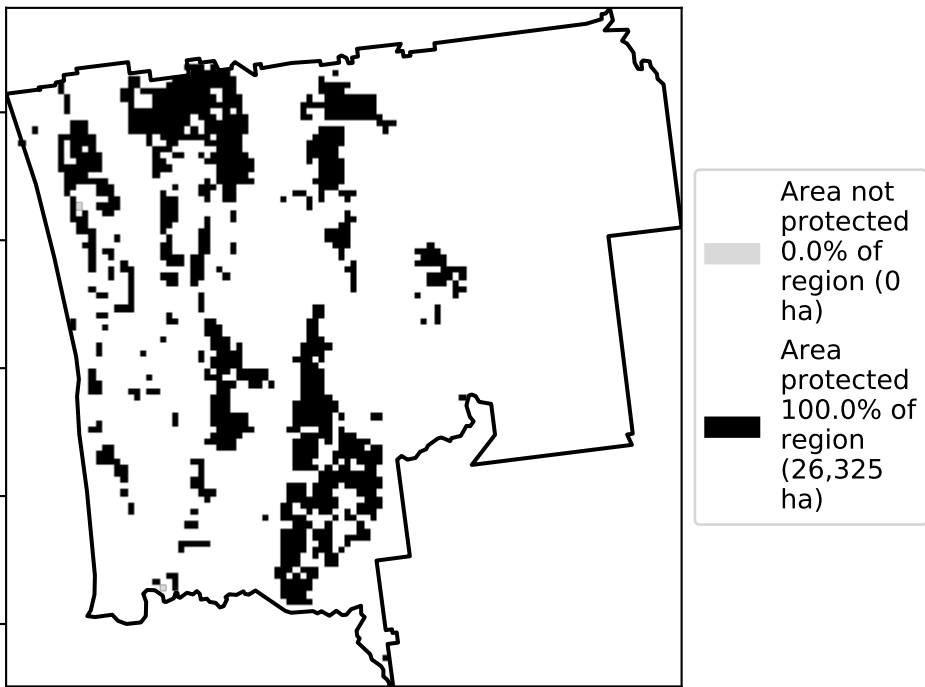 Area not
protected
0.0% of
region (0
ha)
Area
protected
100.0% of
region
(26,325
ha)